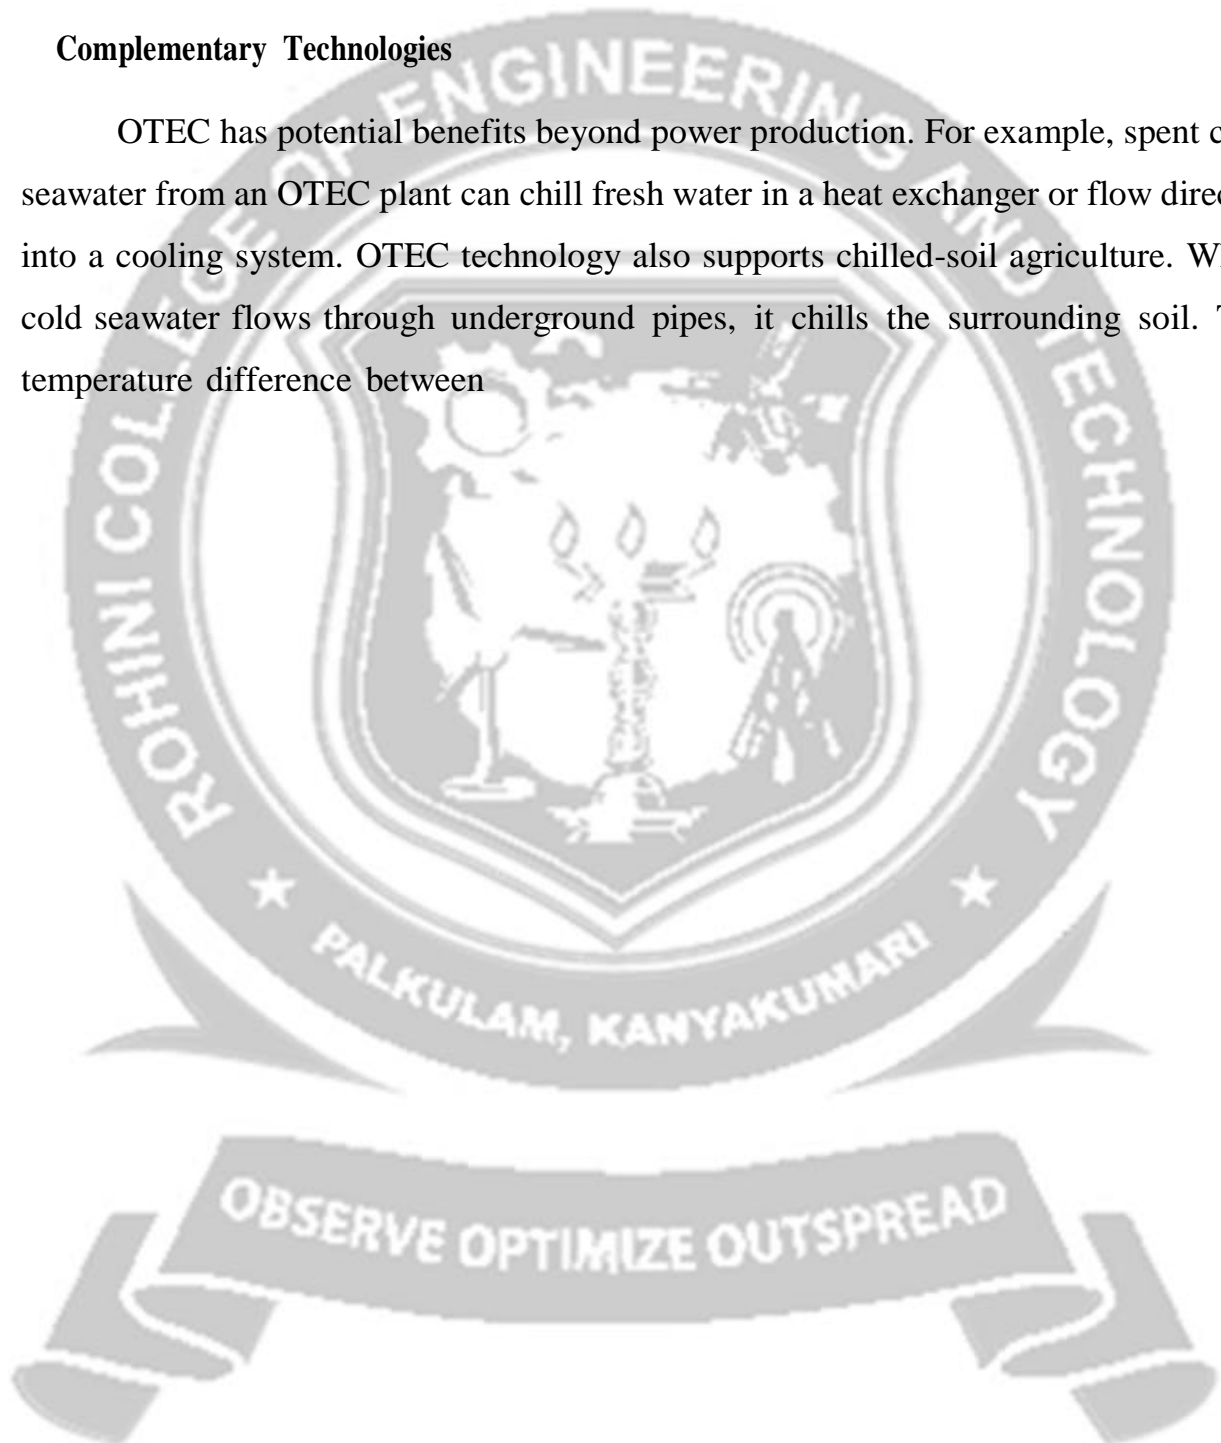 Complementary Technologies
OTEC has potential benefits beyond power production. For example, spent c
seawater from an OTEC plant can chill fresh water in a heat exchanger or flow direc
into a cooling system. OTEC technology also supports chilled-soil agriculture. W
cold seawater flows through underground pipes, it chills the surrounding soil. T
temperature difference between
ROHINI COLLEGE OF ENGINEERING AND TECHNOLOGY
PALKULAM, KANYAKUMARI
OBSERVE OPTIMIZE OUTSPREAD